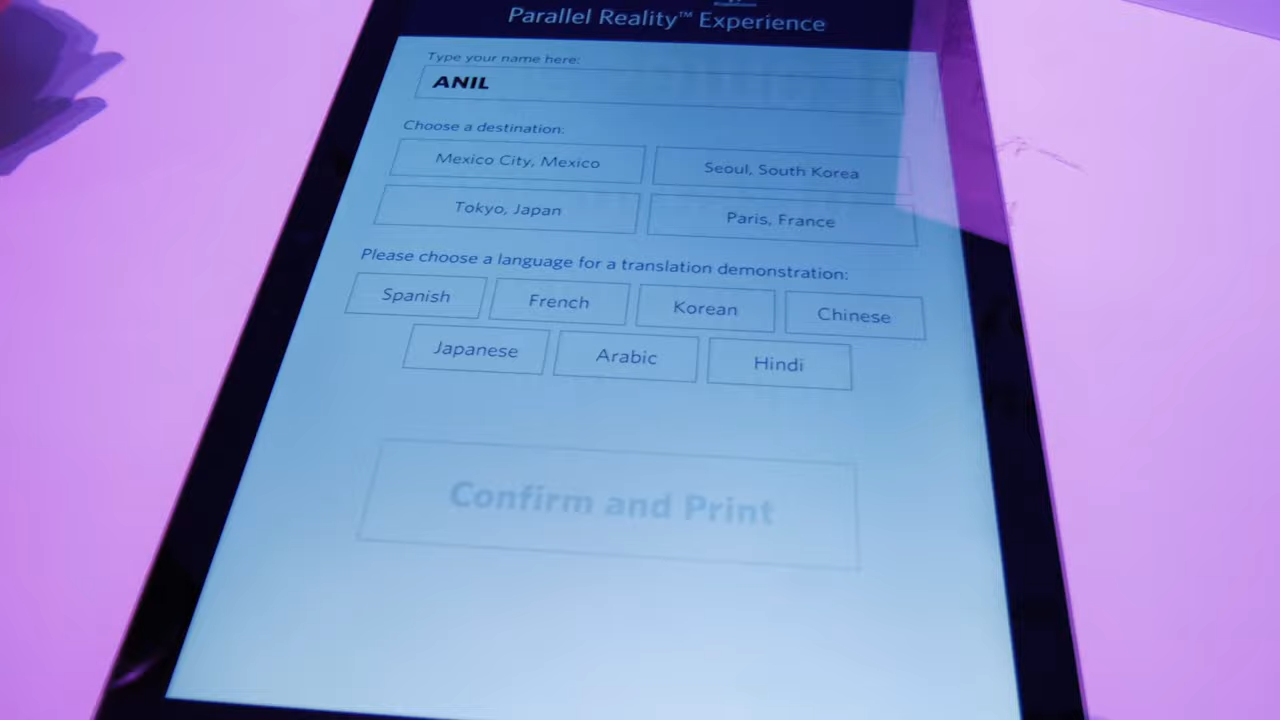 Parallel Reality™ Experience
Type your name here:
ANIL
Choose a destination:
Mexico City, Mexico
Seoul, South Korea
Tokyo, Japan
Paris, France
Please choose a language for a translation demonstration:
Spanish
French
Korean
Chinese
Japanese
Arabic
Hindi
Confirm and Print